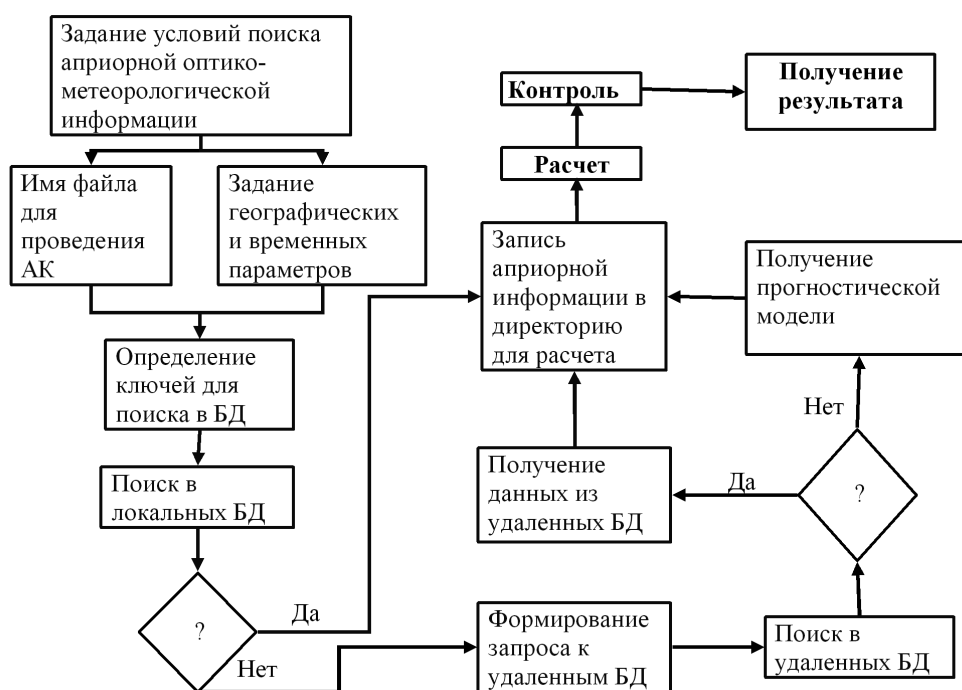 Задание условий поиска
априорной оптико-
метеорологической
информации
Имя файла
для
проведения
АК
Задание
географических
и временных
параметров
Определение
ключей для
поиска в БД
Поиск в
локальных БД
?
Да
Нет
Формирование
запроса к
удаленным БД
Поиск в
удаленных БД
?
Да
Нет
Получение
данных из
удаленных БД
Получение
прогностической
модели
Запись
априорной
информации в
директорию
для расчета
Расчет
Контроль
Получение
результата